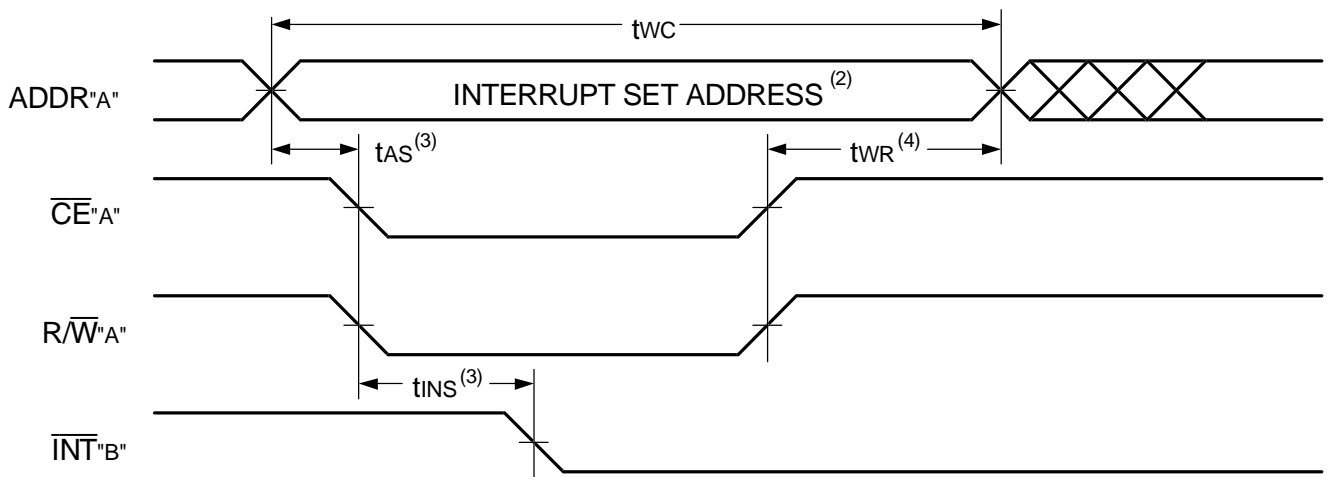 tWC
ADDR"A" INTERRUPT SET ADDRESS(2)
tAS(3) tWR(4)
CE"A"
R/W"A"
tINS(3)
INT"B"